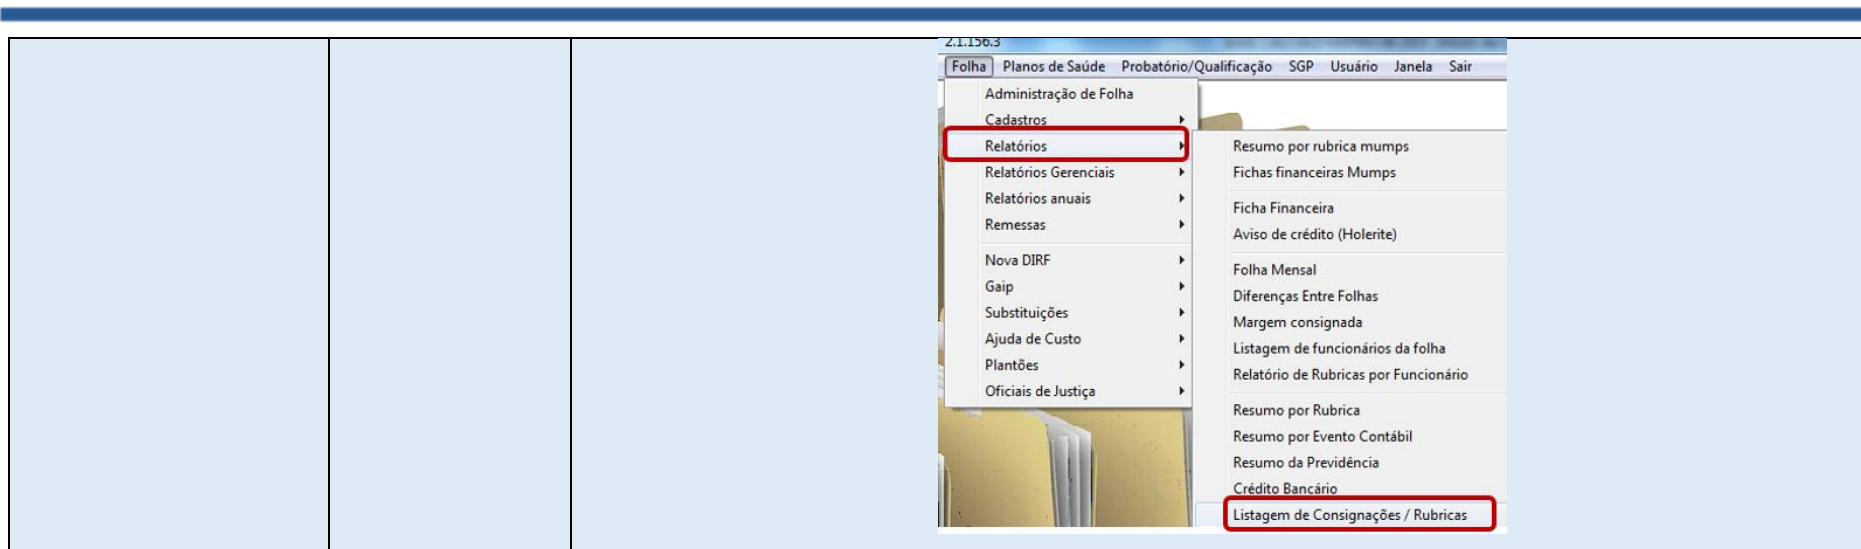 2.1.156.3
Folha Planos de Saúde Probatório/Qualificação SGP Usuário Janela Sair
Administração de Folha
Cadastros
Relatórios
Relatórios Gerenciais
Relatórios anuais
Remessas
Nova DIRF
Gaip
Substituições
Ajuda de Custo
Plantões
Oficiais de Justiça
Resumo por rubrica mumps
Fichas financeiras Mumps
Ficha Financeira
Aviso de crédito (Holerite)
Folha Mensal
Diferenças Entre Folhas
Margem consignada
Listagem de funcionários da folha
Relatório de Rubricas por Funcionário
Resumo por Rubrica
Resumo por Evento Contábil
Resumo da Previdência
Crédito Bancário
Listagem de Consignações / Rubricas